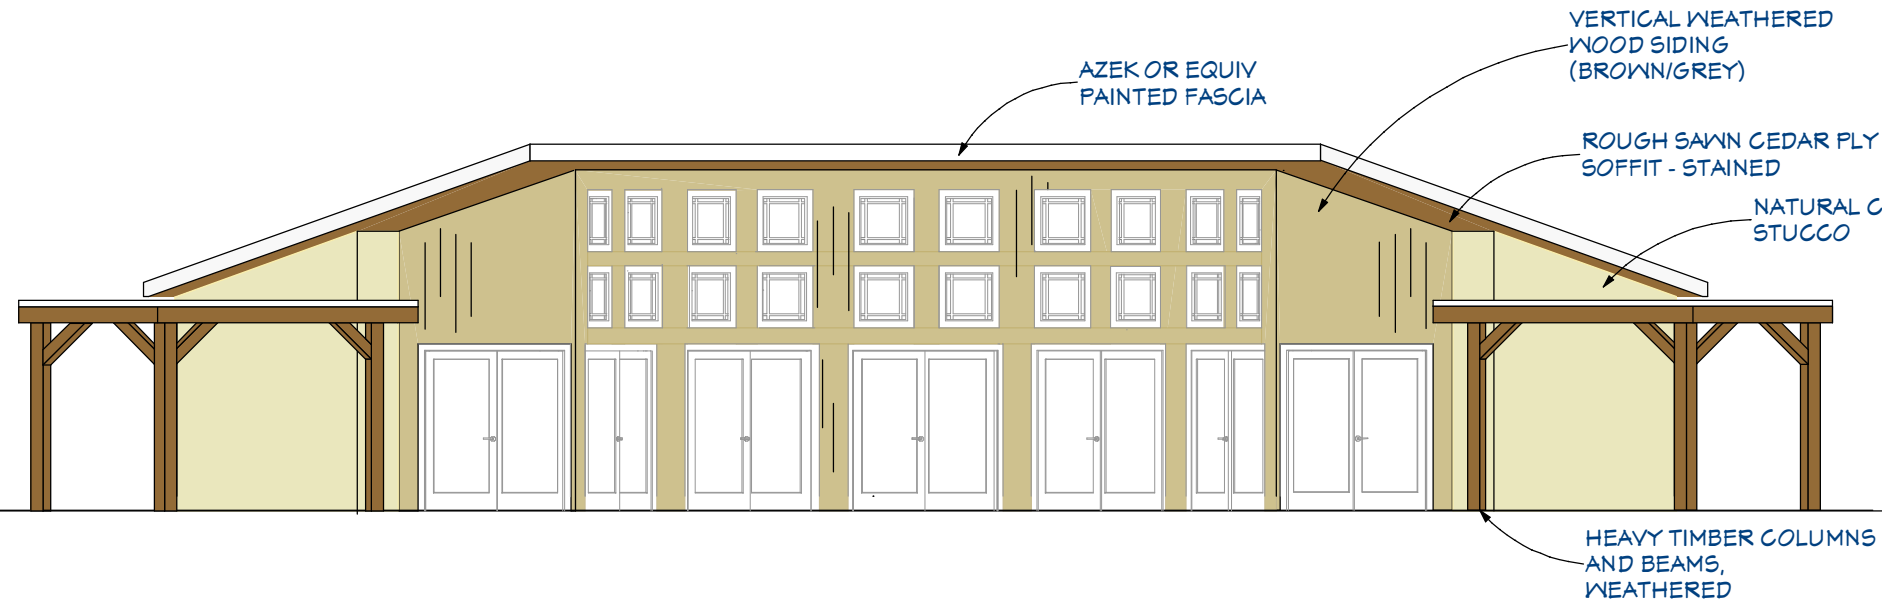 VERTICAL WEATHERED
WOOD SIDING
(BROWN/GREY)
AZEK OR EQUIV
PAINTED FASCIA
ROUGH SAWN CEDAR PLY
SOFFIT - STAINED
NATURAL
STUCCO
HEAVY TIMBER COLUMNS
AND BEAMS,
WEATHERED